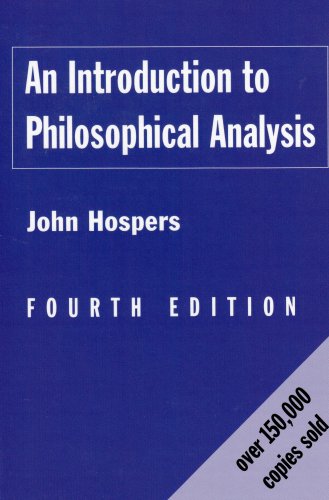 An Introduction to
Philosophical Analysis
John Hospers
FOURTH EDITION
over 150,000
copies sold